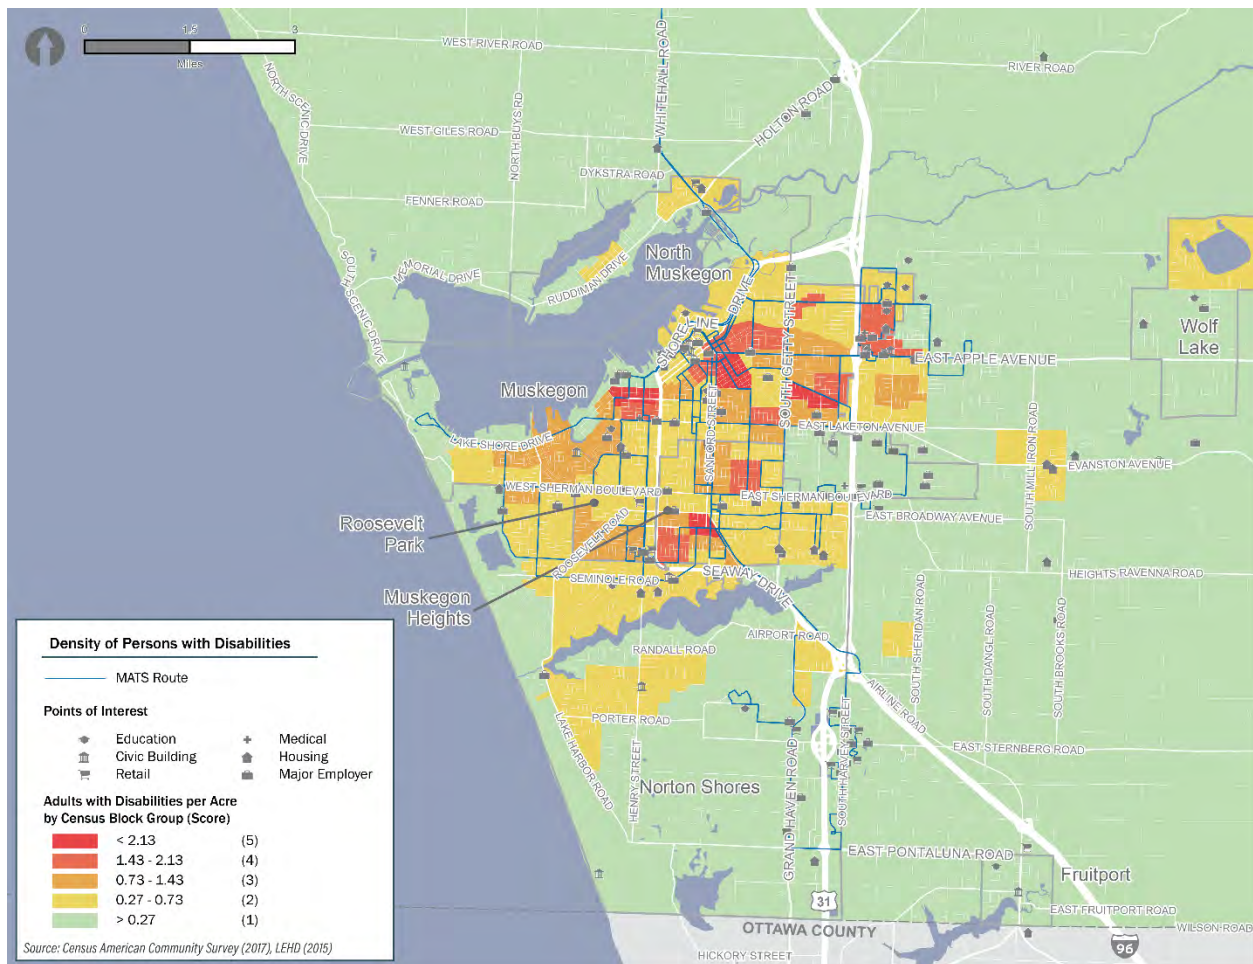 0
1.5
3
Miles
WEST RIVER ROAD
WHITEHALL ROAD
RIVER ROAD
NORTH SCENIC DRIVE
NORTH BUYS RD
HOLTON ROAD
WEST GILES ROAD
DYKSTRA ROAD
FENNER ROAD
North
Muskegon
MEMORIAL DRIVE
RUDDIMAN DRIVE
SOUTH SCENIC DRIVE
SHORELINE DRIVE
SOUTH GETTY STREET
Wolf
Lake
EAST APPLE AVENUE
Muskegon
SANFORD STREET
EAST LAKETON AVENUE
LAKE SHORE DRIVE
SOUTH MILL IRON ROAD
EVANSTON AVENUE
WEST SHERMAN BOULEVARD
EAST SHERMAN BOULEVARD
EAST BROADWAY AVENUE
Roosevelt
Park
ROOSEVELT ROAD
SEAWAY DRIVE
SEMINOLE ROAD
HEIGHTS RAVENNA ROAD
Muskegon
Heights
AIRPORT ROAD
RANDALL ROAD
SOUTH SHERIDAN ROAD
SOUTH DANGL ROAD
SOUTH BROOKS ROAD
AIRLINE ROAD
PORTER ROAD
LAKE HARBOR ROAD
HENRY STREET
EAST STERNBERG ROAD
Norton Shores
GRAND HAVEN ROAD
SOUTH HARVEY STREET
EAST PONTALUNA ROAD
Fruitport
31
EAST FRUITPORT ROAD
WILSON ROAD
OTTAWA COUNTY
96
HICKORY STREET
Density of Persons with Disabilities
MATS Route
Points of Interest
Education
Medical
Civic Building
Housing
Retail
Major Employer
Adults with Disabilities per Acre
by Census Block Group (Score)
< 2.13 (5)
1.43 - 2.13 (4)
0.73 - 1.43 (3)
0.27 - 0.73 (2)
> 0.27 (1)
Source: Census American Community Survey (2017), LEHD (2015)